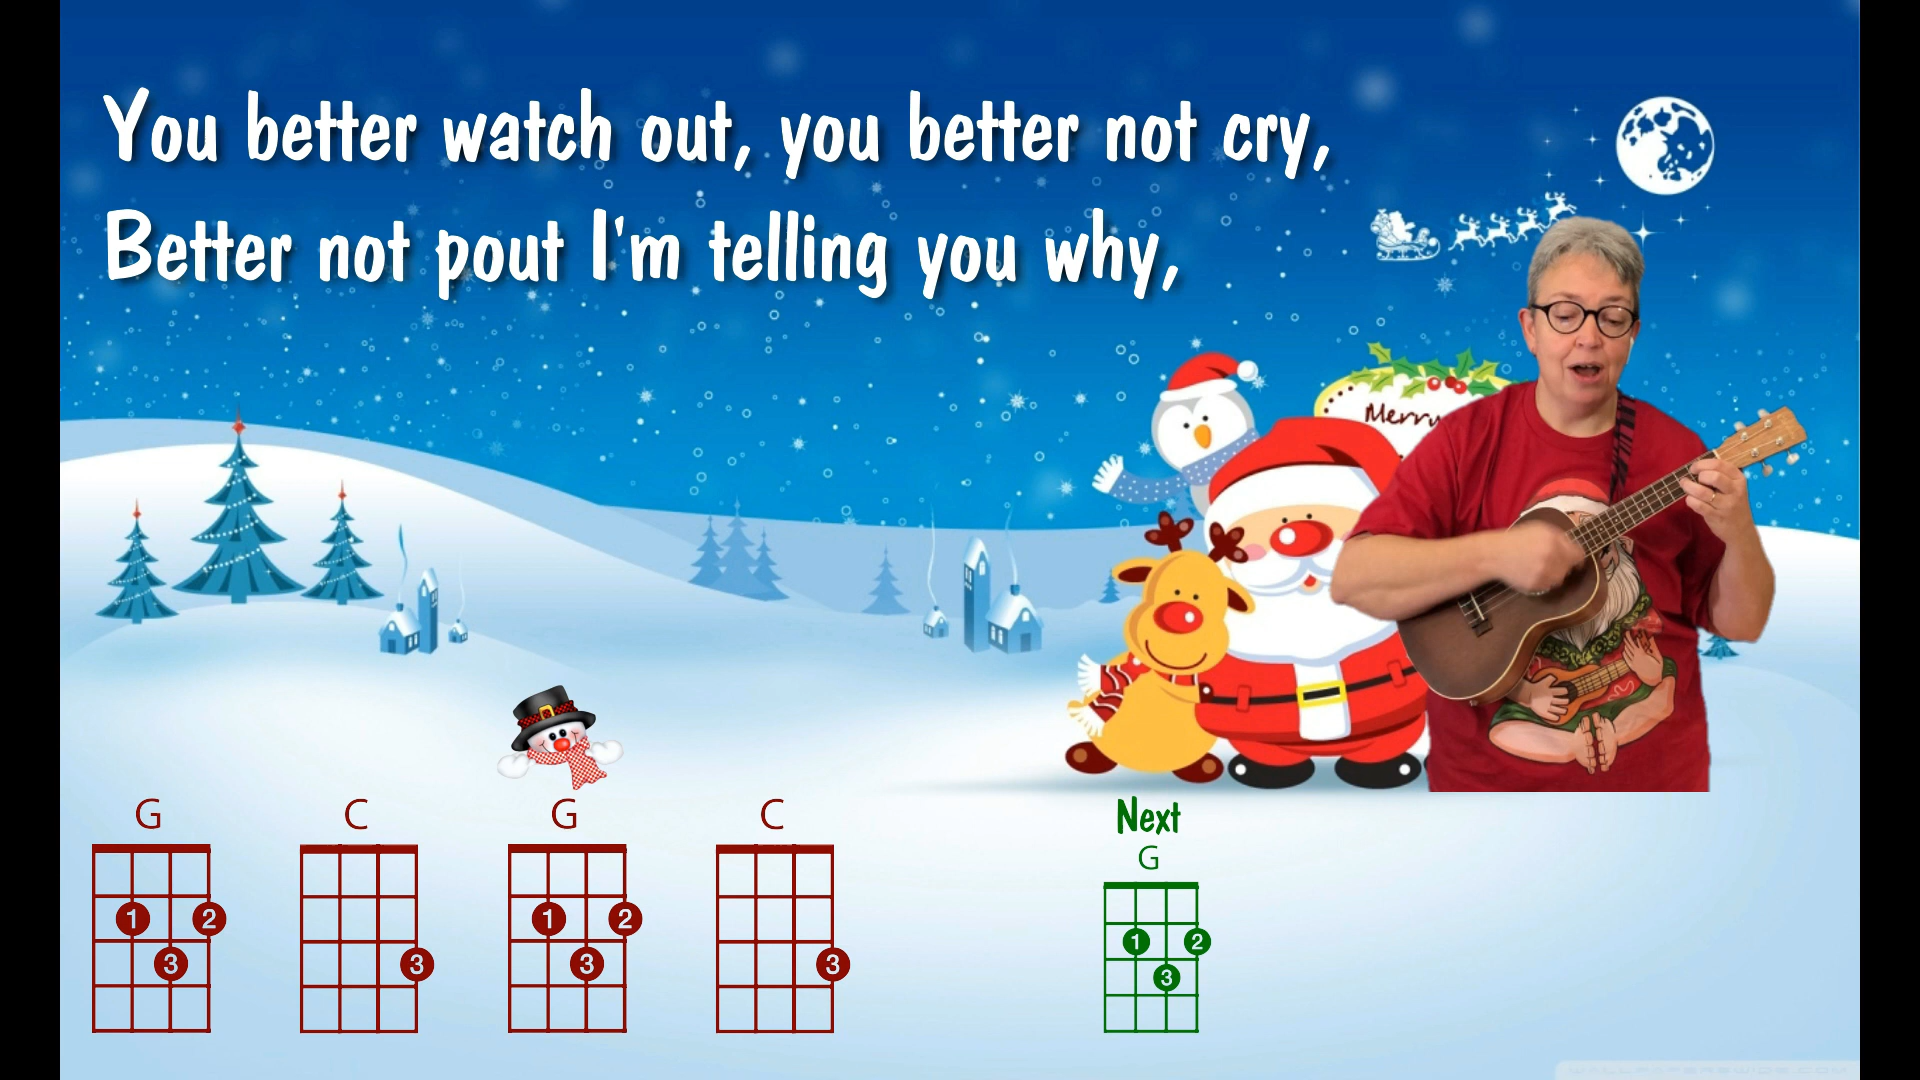 You better watch out, you better not cry,
Better not pout I'm telling you why,
Merry
G
C
G
C
Next
G
1
2
3
3
1
2
3
3
1
2
3